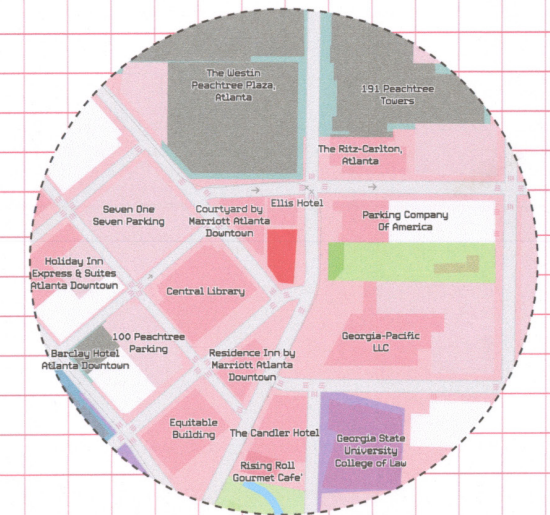 The Westin
Peachtree Plaza,
Atlanta
191 Peachtree
Towers
The Ritz-Carlton,
Atlanta
Ellis Hotel
Seven One
Seven Parking
Courtyard by
Marriott Atlanta
Downtown
Parking Company
Of America
Holiday Inn
Express & Suites
Atlanta Downtown
Central Library
100 Peachtree
Parking
Barclay Hotel
Atlanta Downtown
Residence Inn by
Marriott Atlanta
Downtown
Georgia-Pacific
LLC
Equitable
Building
The Candler Hotel
Georgia State
University
College of Law
Rising Roll
Gourmet Cafe'